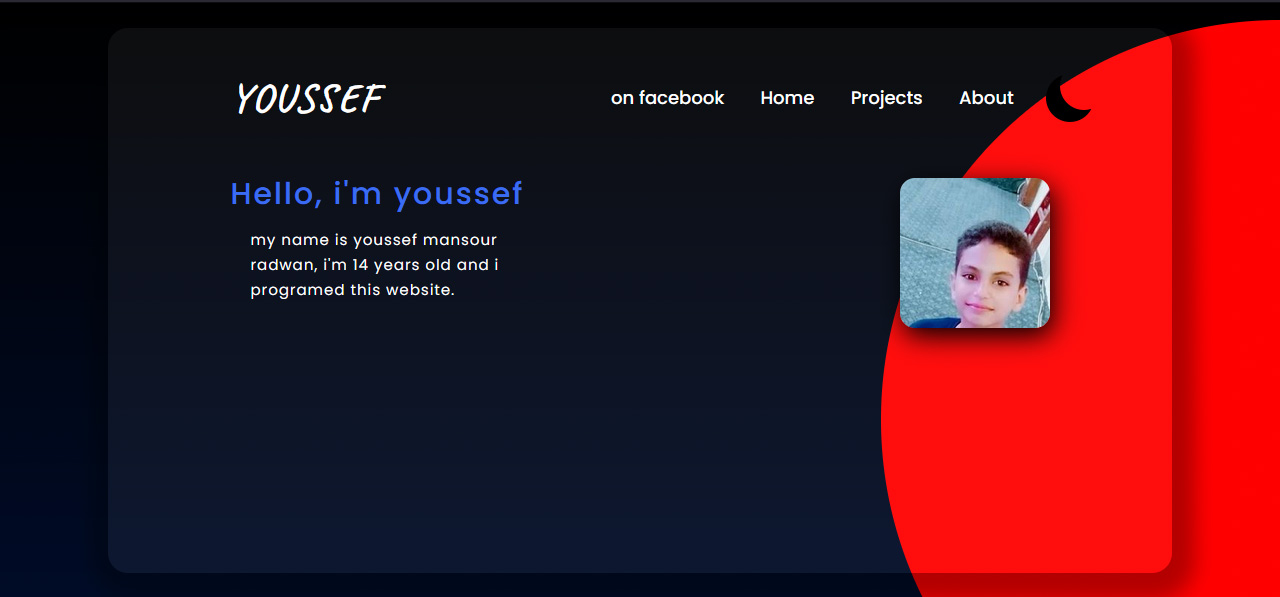 YOUSSEF
on facebook Home Projects About
Hello, i'm youssef
my name is youssef mansour
radwan, i'm 14 years old and i
programed this website.